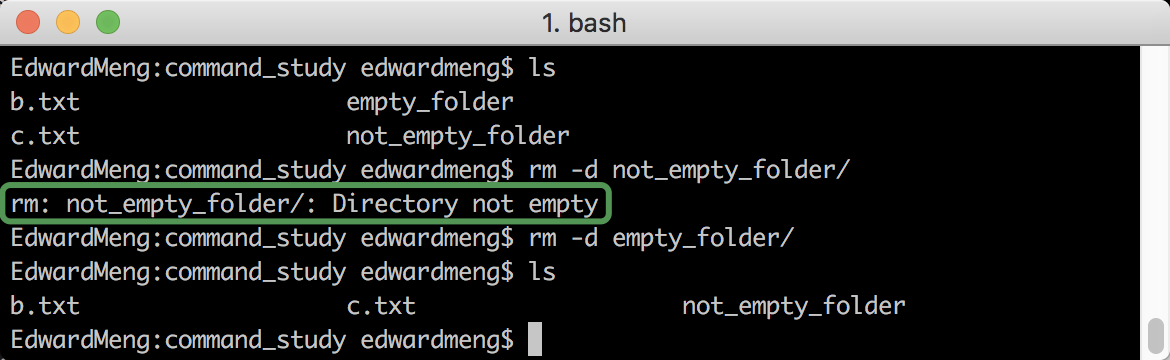 1. bash
EdwardMeng:command_study edwardmeng$ ls
b.txt empty_folder
c.txt not_empty_folder
EdwardMeng:command_study edwardmeng$ rm -d not_empty_folder/
rm: not_empty_folder/: Directory not empty
EdwardMeng:command_study edwardmeng$ rm -d empty_folder/
EdwardMeng:command_study edwardmeng$ ls
b.txt c.txt not_empty_folder
EdwardMeng:command_study edwardmeng$